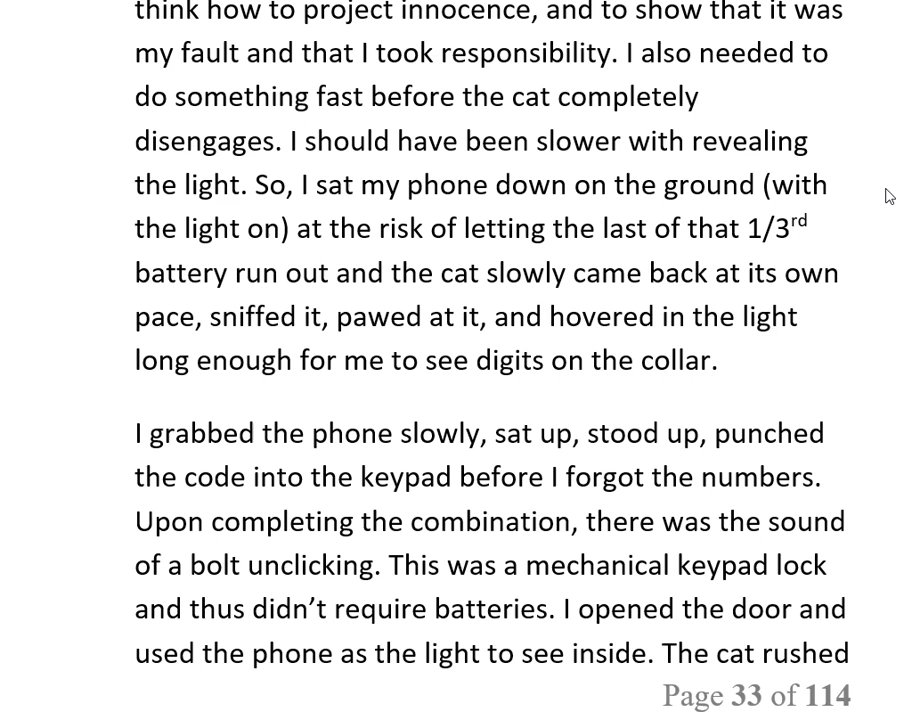 think how to project innocence, and to show that it was
my fault and that I took responsibility. I also needed to
do something fast before the cat completely
disengages. I should have been slower with revealing
the light. So, I sat my phone down on the ground (with
the light on) at the risk of letting the last of that 1/3rd
battery run out and the cat slowly came back at its own
pace, sniffed it, pawed at it, and hovered in the light
long enough for me to see digits on the collar.
I grabbed the phone slowly, sat up, stood up, punched
the code into the keypad before I forgot the numbers.
Upon completing the combination, there was the sound
of a bolt unclicking. This was a mechanical keypad lock
and thus didn’t require batteries. I opened the door and
used the phone as the light to see inside. The cat rushed
Page 33 of 114